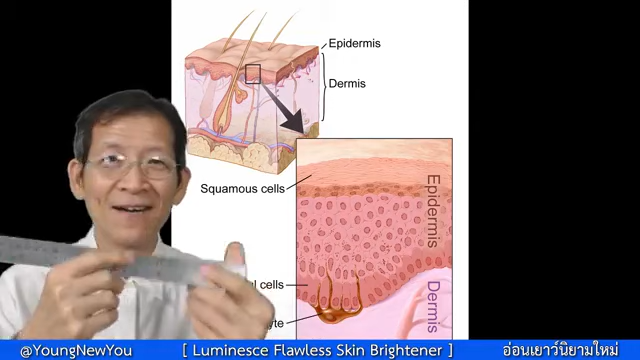 Epidermis
Dermis
Squamous cells
Epidermis
cells
Dermis
@YoungNewYou [ Luminesce Flawless Skin Brightener ] อ่อนเยาว์นิยามใหม่